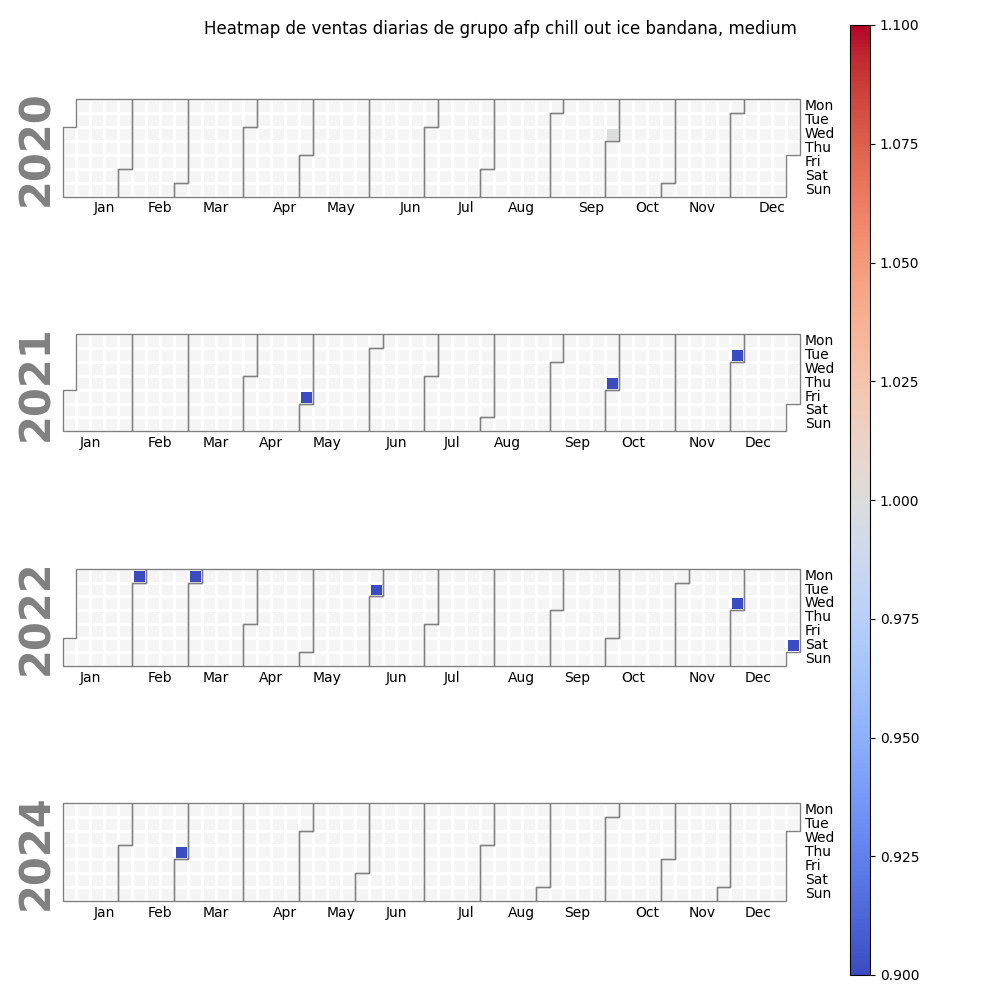 Heatmap de ventas diarias de grupo afp chill out ice bandana, medium
2020
Mon
Tue
Wed
Thu
Fri
Sat
Sun
Jan Feb Mar Apr May Jun Jul Aug Sep Oct Nov Dec
2021
Mon
Tue
Wed
Thu
Fri
Sat
Sun
Jan Feb Mar Apr May Jun Jul Aug Sep Oct Nov Dec
2022
Mon
Tue
Wed
Thu
Fri
Sat
Sun
Jan Feb Mar Apr May Jun Jul Aug Sep Oct Nov Dec
2024
Mon
Tue
Wed
Thu
Fri
Sat
Sun
Jan Feb Mar Apr May Jun Jul Aug Sep Oct Nov Dec
1.100
1.075
1.050
1.025
1.000
0.975
0.950
0.925
0.900